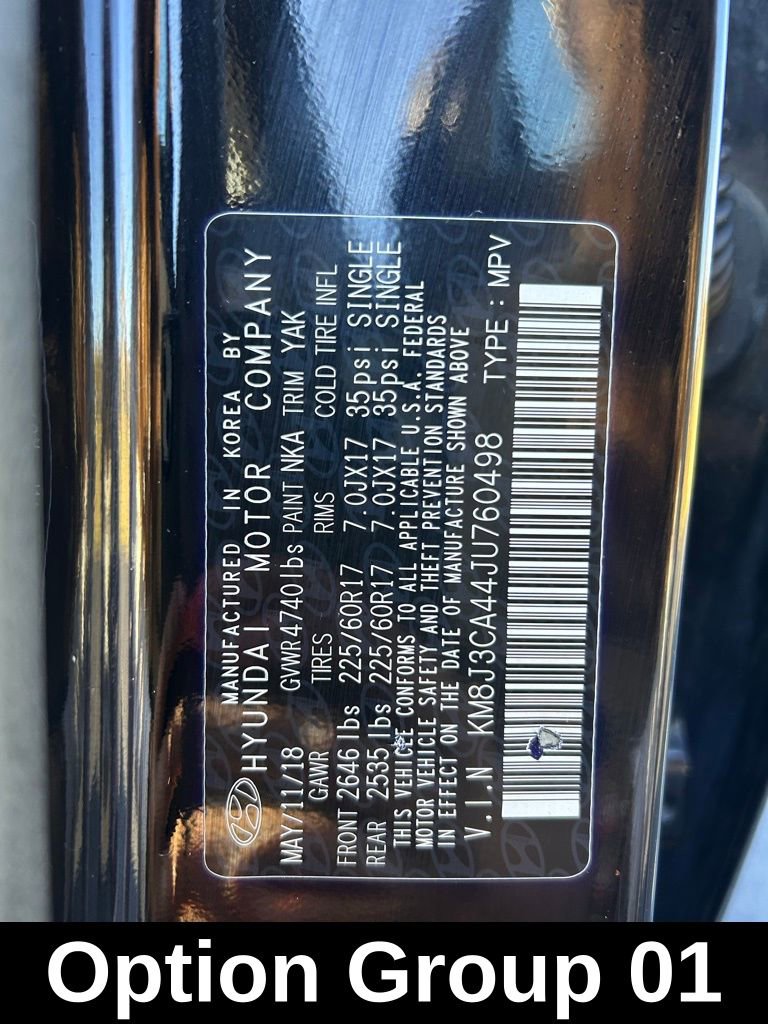 MANUFACTURED IN KOREA BY
HYUNDAI MOTOR COMPANY
MAY/11/18 GVWR4740lbs PAINT NKA TRIM YAK
GAWR TIRES RIMS COLD TIRE INFL
FRONT 2646lbs 225/60R17 7.0JX17 35psi SINGLE
REAR 2535lbs 225/60R17 7.0JX17 35psi SINGLE
THIS VEHICLE CONFORMS TO ALL APPLICABLE U.S.A. FEDERAL
MOTOR VEHICLE SAFETY AND THEFT PREVENTION STANDARDS
IN EFFECT ON THE DATE OF MANUFACTURE SHOWN ABOVE
V.I.N KM8J3CA44JU760498 TYPE : MPV
Option Group 01